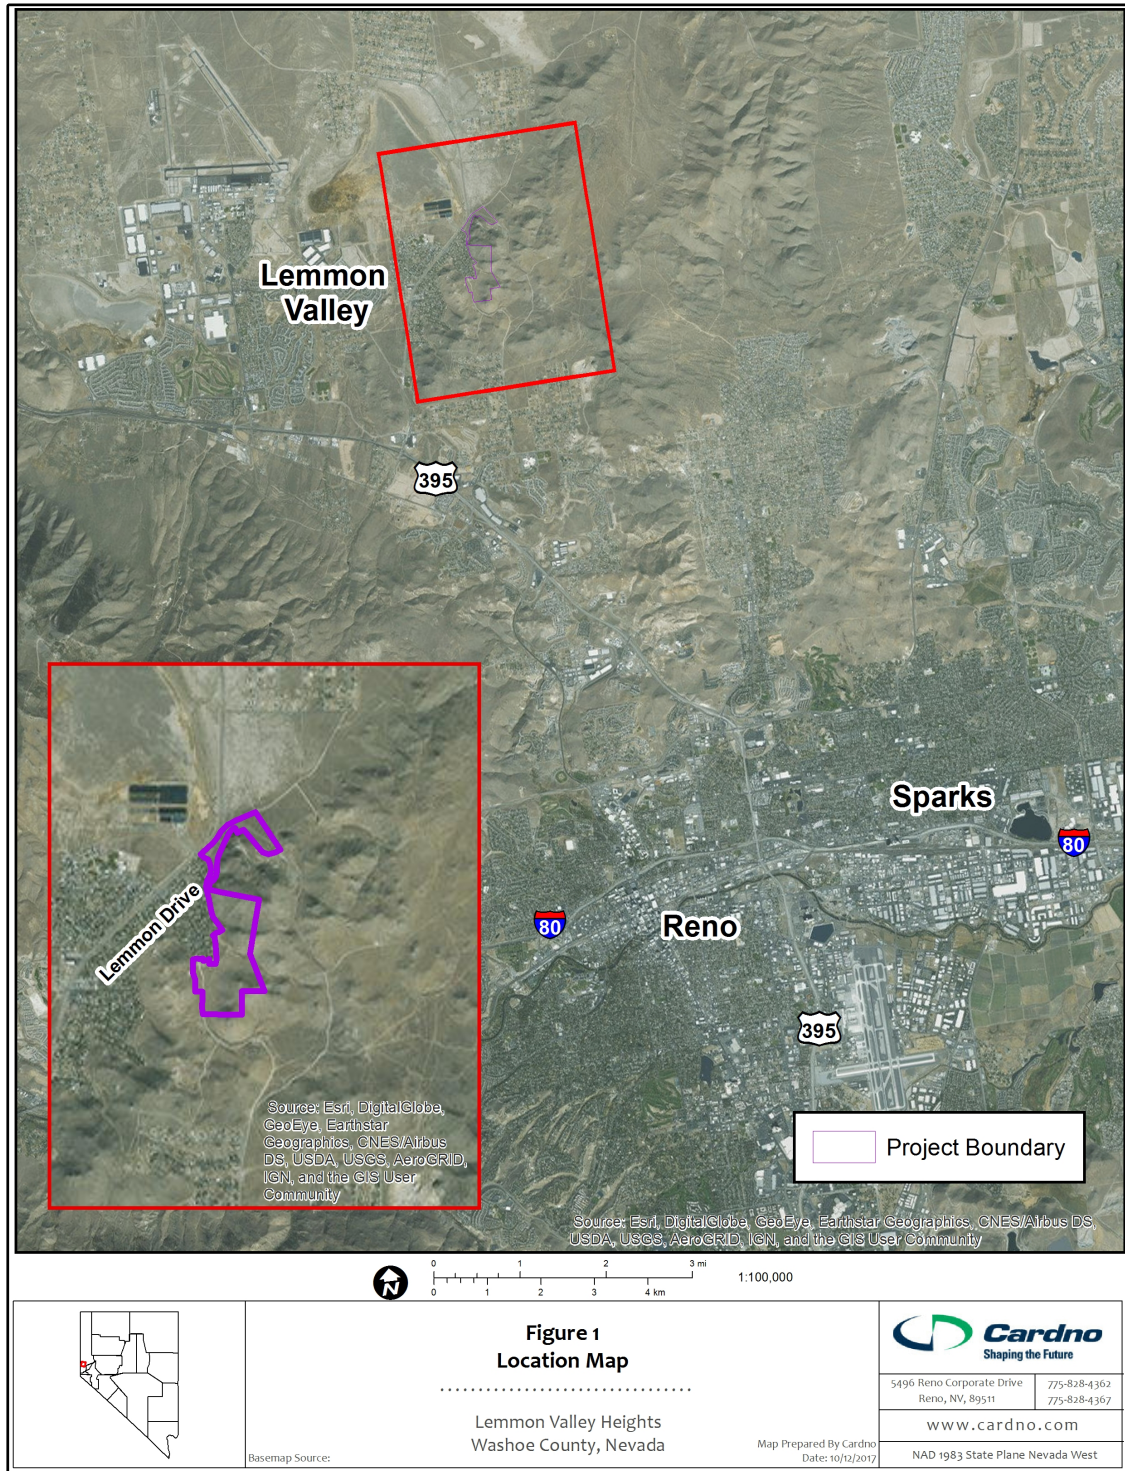 Lemmon
Valley
395
Sparks
80
80
Reno
395
Lemmon Drive
Source: Esri, DigitalGlobe,
GeoEye, Earthstar
Geographics, CNES/Airbus
DS, USDA, USGS, AeroGRID,
IGN, and the GIS User
Community
Project Boundary
Source: Esri, DigitalGlobe, GeoEye, Earthstar Geographics, CNES/Airbus DS,
USDA, USGS, AeroGRID, IGN, and the GIS User Community
N
0 1 2 3 mi
0 1 2 3 4 km
1:100,000
Basemap Source:
Figure 1
Location Map
Lemmon Valley Heights
Washoe County, Nevada
Map Prepared By Cardno
Date: 10/12/2017
Cardno
Shaping the Future
5496 Reno Corporate Drive
Reno, NV, 89511
775-828-4362
775-828-4367
www.cardno.com
NAD 1983 State Plane Nevada West